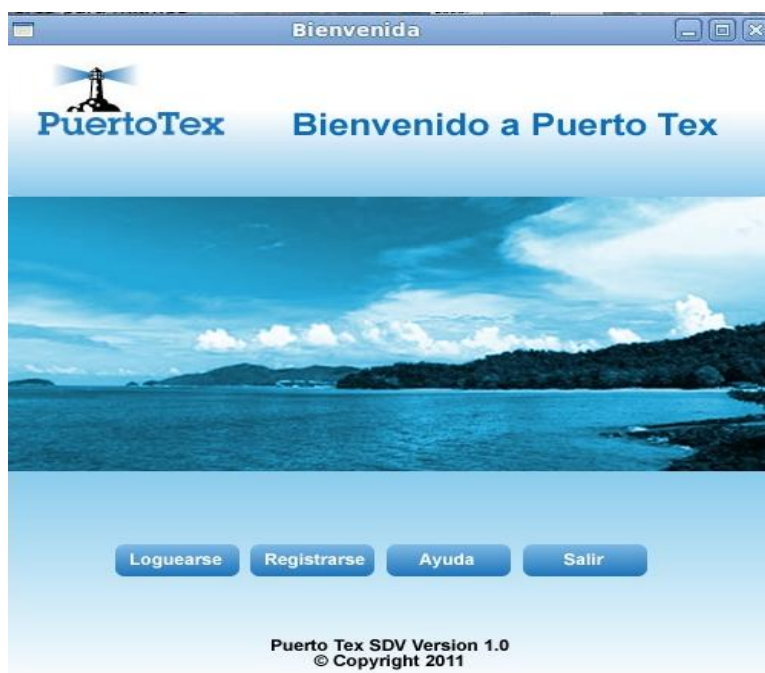 Bienvenida
PuertoTex
Bienvenido a Puerto Tex
Loguearse
Registrarse
Ayuda
Salir
Puerto Tex SDV Version 1.0
© Copyright 2011